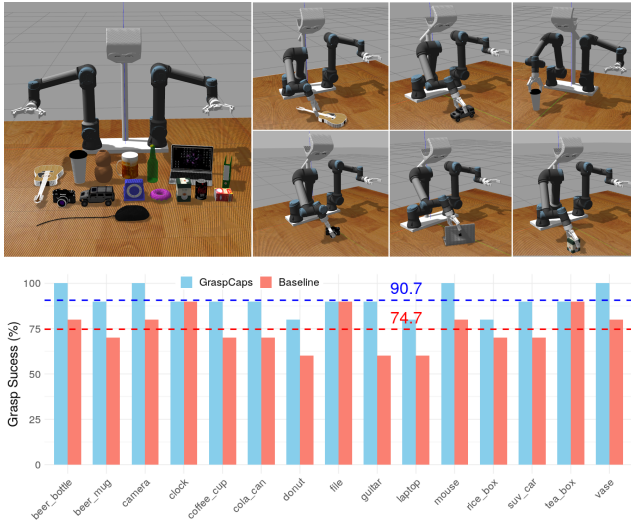 GraspCaps
Baseline
90.7
74.7
Grasp Sucess (%)
100
75
50
25
0
beer_bottle
beer_mug
camera
clock
coffee_cup
cola_can
donut
file
guitar
laptop
mouse
rice_box
suv_car
tea_box
vase